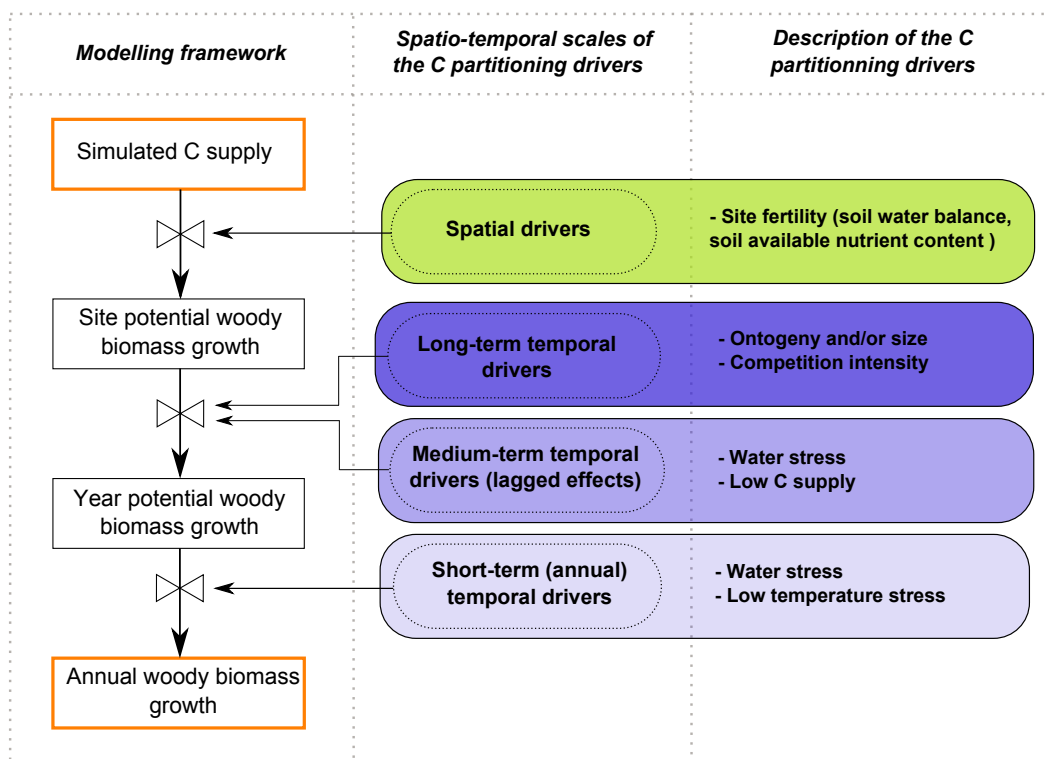 Modelling framework
Spatio-temporal scales of
the C partitioning drivers
Description of the C
partitionning drivers
Simulated C supply
Spatial drivers
- Site fertility (soil water balance,
soil available nutrient content )
Site potential woody
biomass growth
Long-term temporal
drivers
- Ontogeny and/or size
- Competition intensity
Medium-term temporal
drivers (lagged effects)
- Water stress
- Low C supply
Year potential woody
biomass growth
Short-term (annual)
temporal drivers
- Water stress
- Low temperature stress
Annual woody biomass
growth